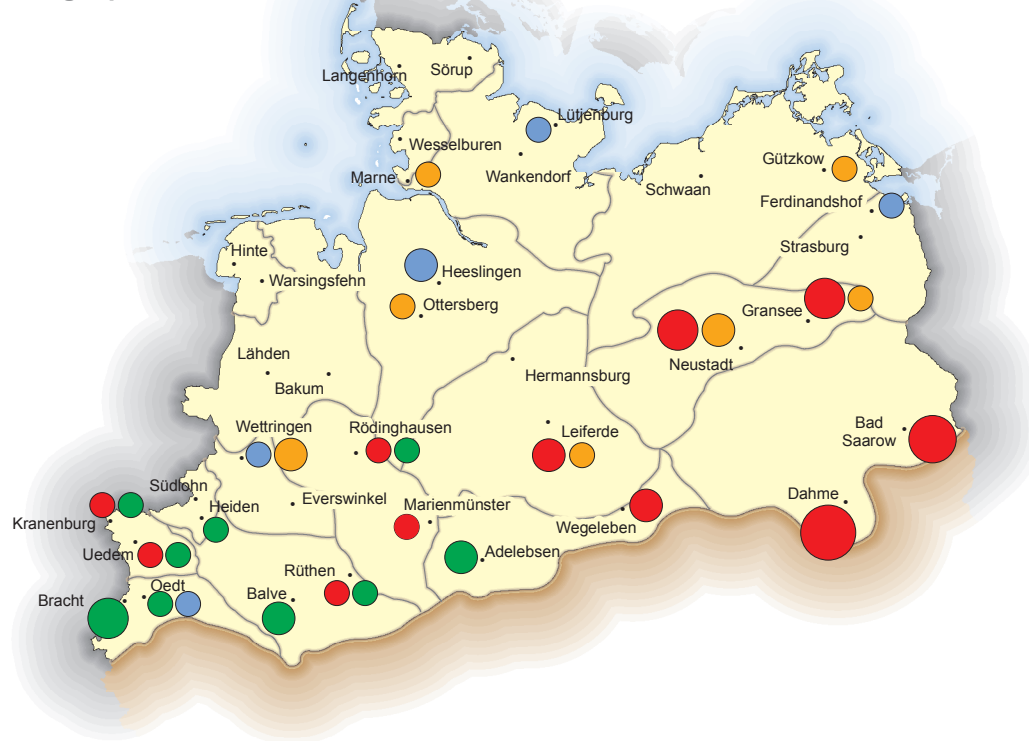 Langenhorn
Sörup
Lütjenburg
Wesselburen
Wankendorf
Marne
Schwaan
Gützkow
Ferdinandshof
Strasburg
Hinte
Warsingsfehn
Heeslingen
Ottersberg
Gransee
Neustadt
Lähden
Bakum
Hermannsburg
Wettringen
Rödinghausen
Leiferde
Bad
Saarow
Südlohn
Heiden
Everswinkel
Marienmünster
Dahme
Kranenburg
Wegeleben
Uedem
Adelebsen
Rüthen
Oedt
Balve
Bracht